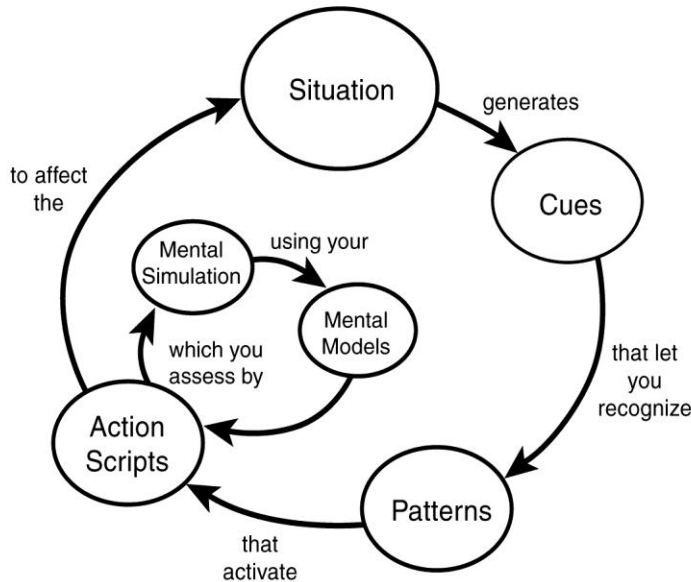 Situation
generates
Cues
that let
you
recognize
Patterns
that
activate
Action
Scripts
which you
assess by
Mental
Simulation
using your
Mental
Models
to affect
the